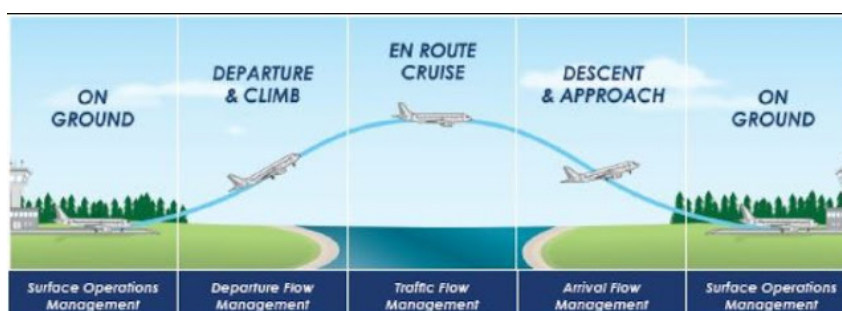 ON
GROUND
DEPARTURE
& CLIMB
EN ROUTE
CRUISE
DESCENT
& APPROACH
ON
GROUND
Surface Operations
Management
Departure Flow
Management
Traffic Flow
Management
Arrival Flow
Management
Surface Operations
Management